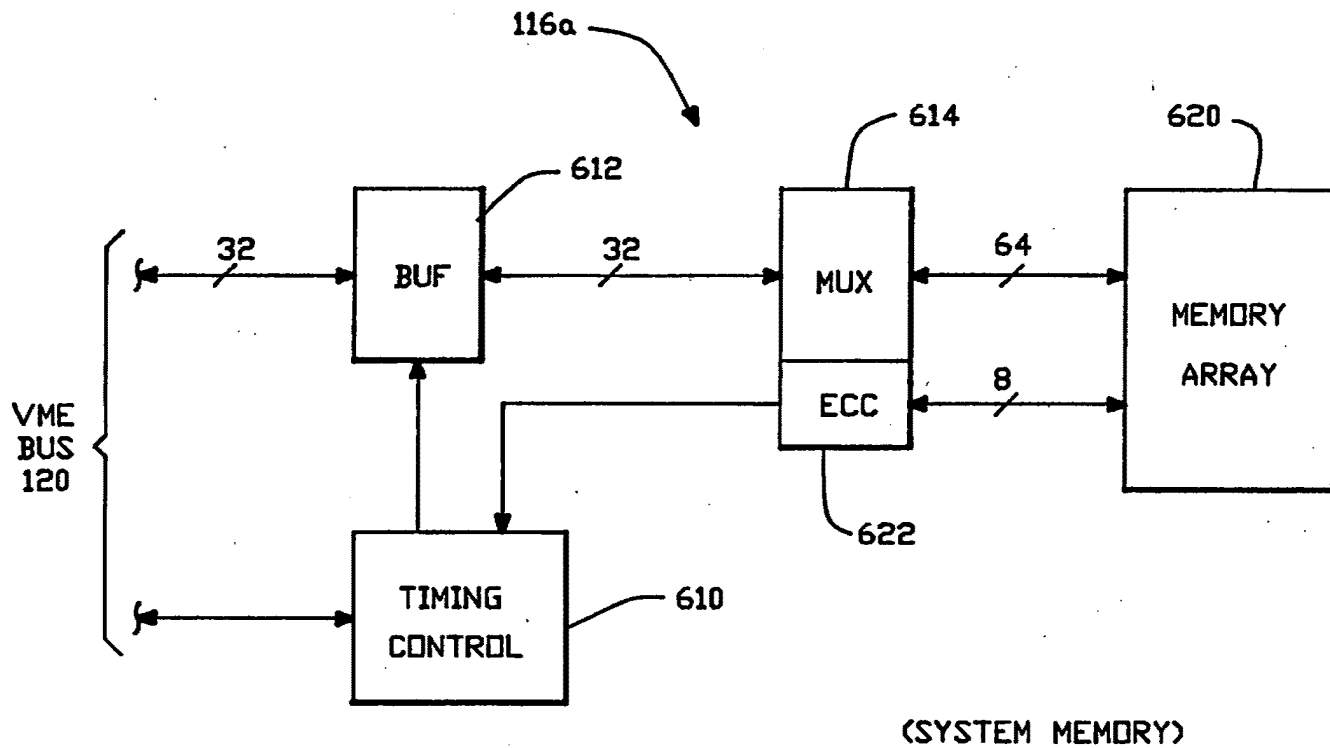 116a
614
620
612
32
32
64
BUF
MUX
MEMORY
ARRAY
8
ECC
VME
BUS
120
622
TIMING
CONTROL
610
(SYSTEM MEMORY)